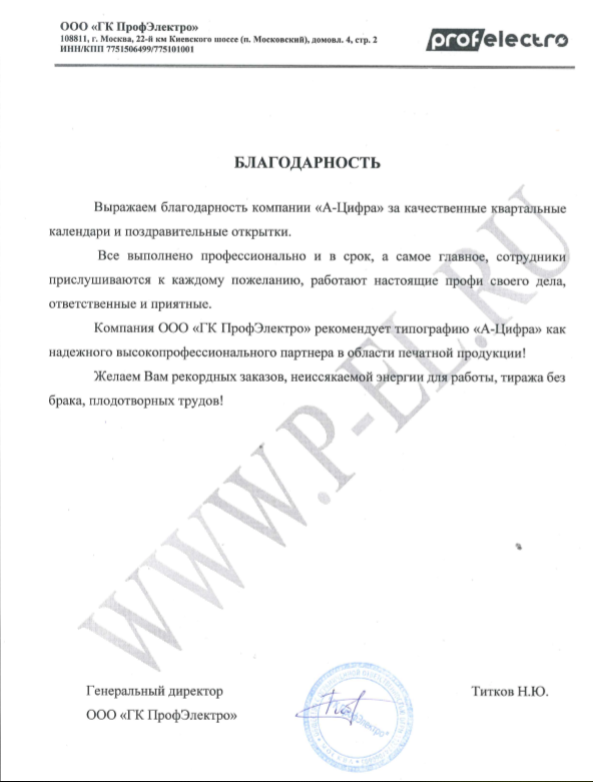 ООО «ГК ПрофЭлектро»
108811, г. Москва, 22-й км Киевского шоссе (п. Московский), домовл. 4, стр. 2
ИНН/КПП 7751506499/775101001
profelectro
БЛАГОДАРНОСТЬ
Выражаем благодарность компании «А-Цифра» за качественные квартальные
календари и поздравительные открытки.
Все выполнено профессионально и в срок, а самое главное, сотрудники
прислушиваются к каждому пожеланию, работают настоящие профи своего дела,
ответственные и приятные.
Компания ООО «ГК ПрофЭлектро» рекомендует типографию «А-Цифра» как
надежного высокопрофессионального партнера в области печатной продукции!
Желаем Вам рекордных заказов, неиссякаемой энергии для работы, тиража без
брака, плодотворных трудов!
WWW.P-EL.RU
Генеральный директор
Титков Н.Ю.
ООО «ГК ПрофЭлектро»